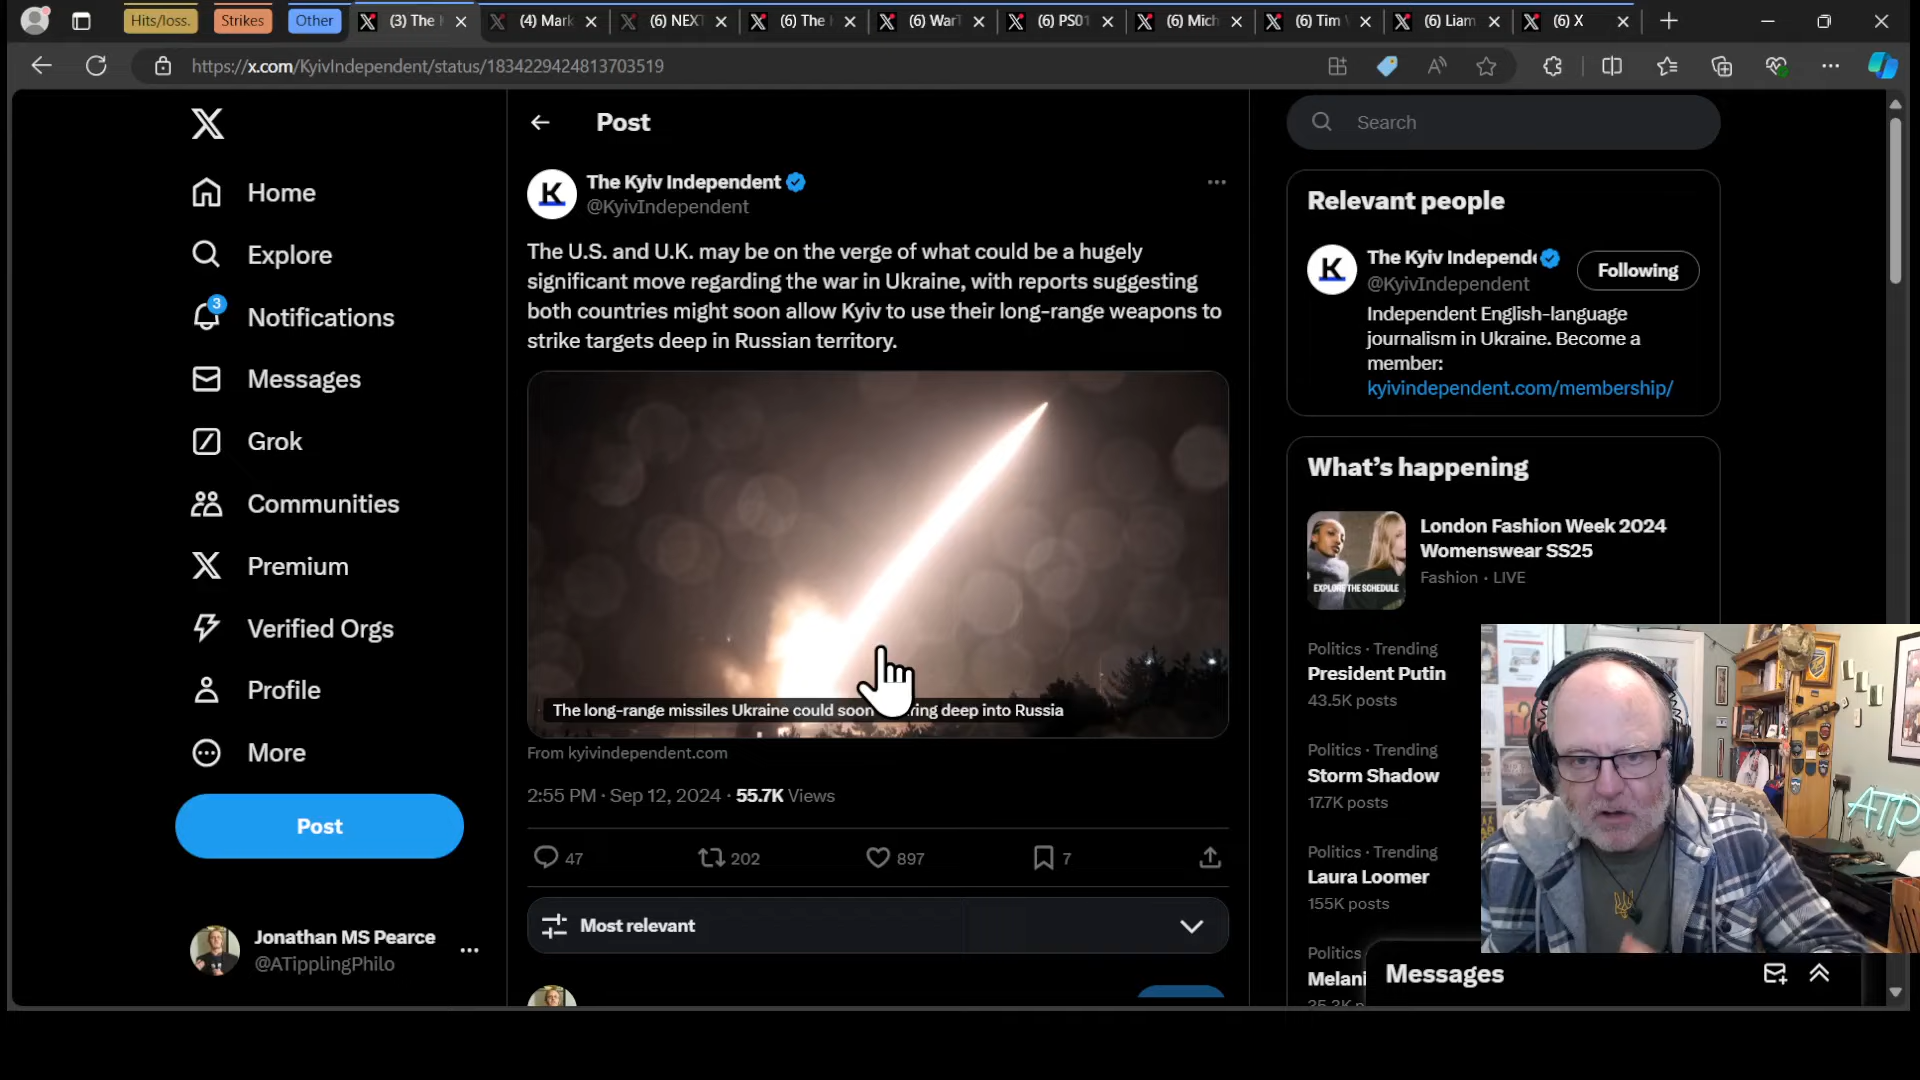 Hits/loss.
Strikes
Other
(3) The
(4) Mark
(6) NEXT
(6) The
(6) War
(6) PS01
(6) Mich
(6) Tim
(6) Liam
(6) X
https://x.com/KyivIndependent/status/1834229424813703519
Home
Explore
3
Notifications
Messages
Grok
Communities
Premium
Verified Orgs
Profile
More
Post
Jonathan MS Pearce
@ATipplingPhilo
Post
K
The Kyiv Independent
@KyivIndependent
The U.S. and U.K. may be on the verge of what could be a hugely
significant move regarding the war in Ukraine, with reports suggesting
both countries might soon allow Kyiv to use their long-range weapons to
strike targets deep in Russian territory.
The long-range missiles Ukraine could soon ring deep into Russia
From kyivindependent.com
2:55 PM · Sep 12, 2024 · 55.7K Views
47
202
897
7
Most relevant
Search
Relevant people
K
The Kyiv Independe
@KyivIndependent
Following
Independent English-language
journalism in Ukraine. Become a
member:
kyivindependent.com/membership/
What's happening
EXPLORE THE SCHEDULE
London Fashion Week 2024
Womenswear SS25
Fashion · LIVE
Politics · Trending
President Putin
43.5K posts
Politics · Trending
Storm Shadow
17.7K posts
Politics · Trending
Laura Loomer
155K posts
Politics
Melani
Messages
ATP